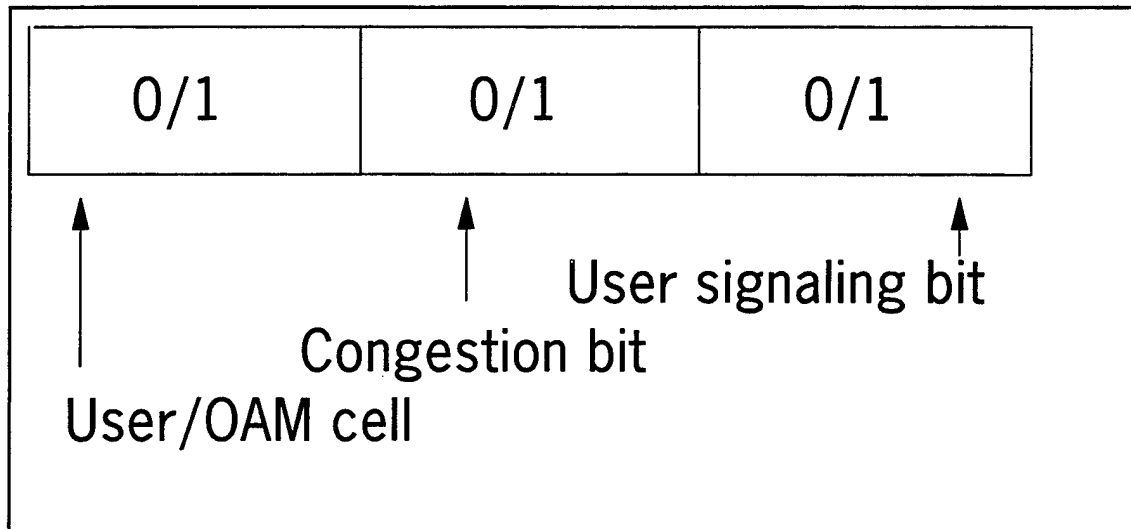 0/1 0/1 0/1
User signaling bit
Congestion bit
User/OAM cell